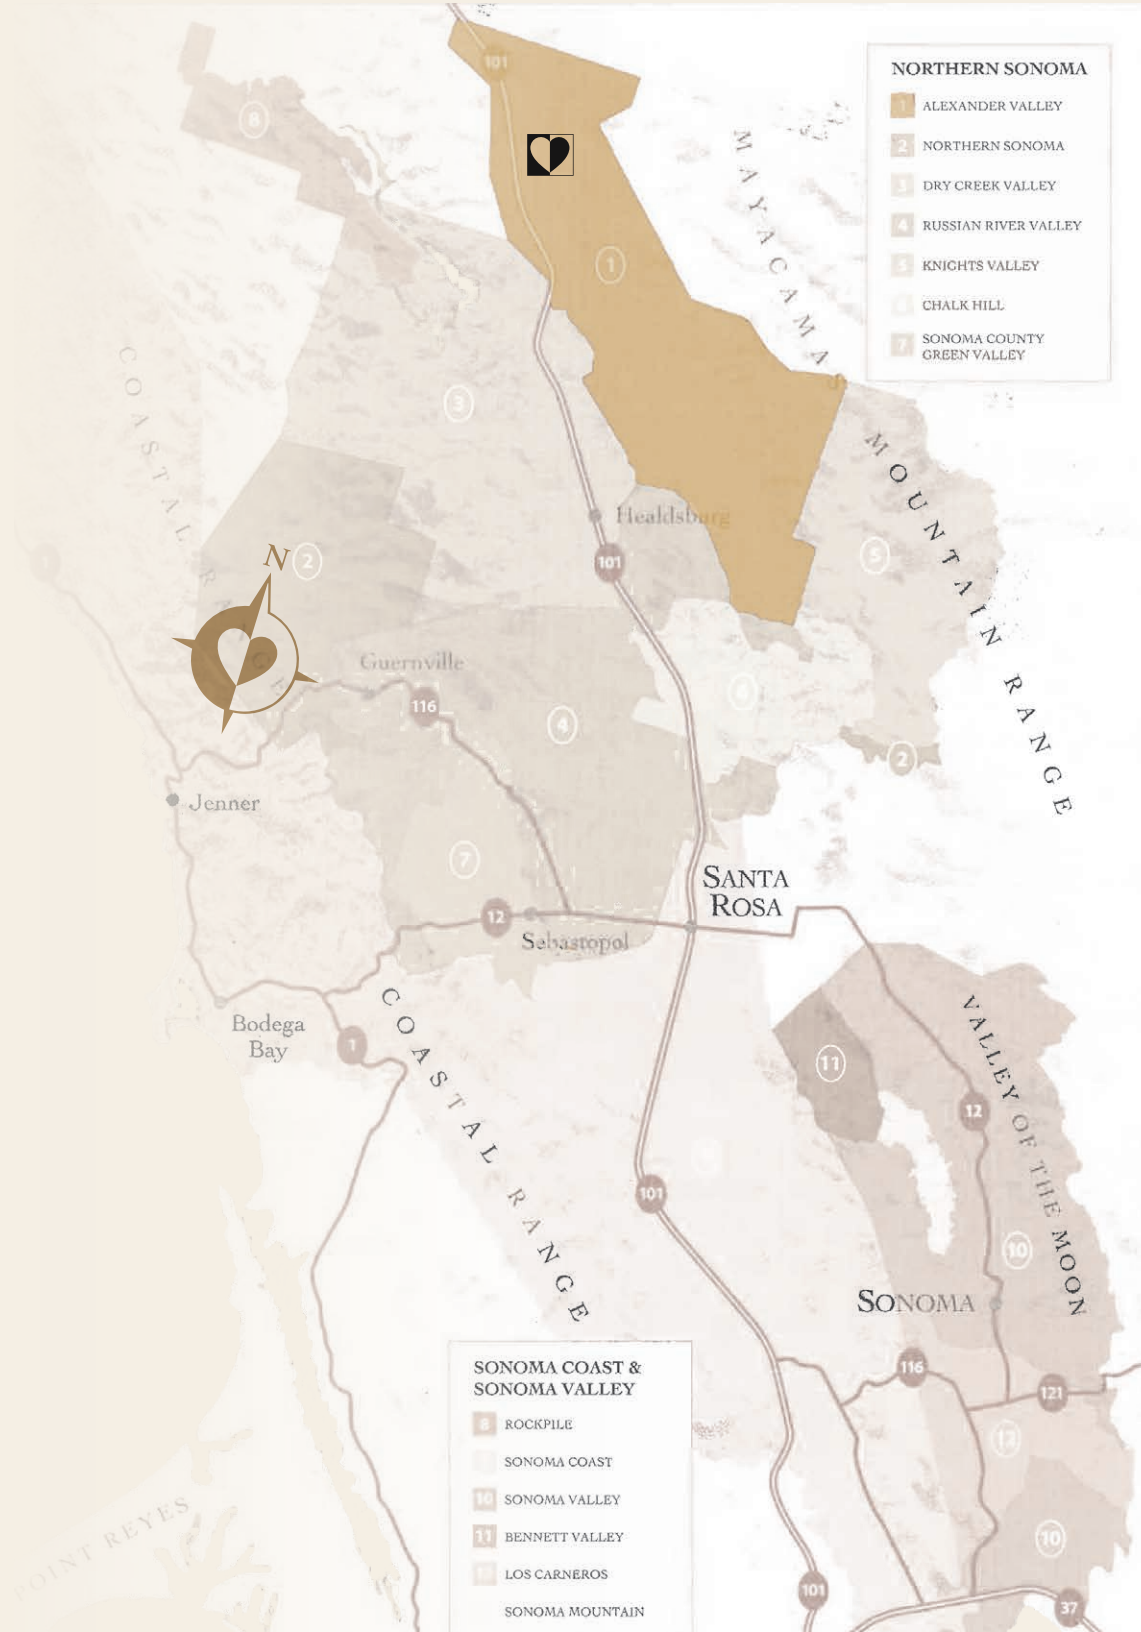 101
NORTHERN SONOMA
1 ALEXANDER VALLEY
2 NORTHERN SONOMA
3 DRY CREEK VALLEY
4 RUSSIAN RIVER VALLEY
5 KNIGHTS VALLEY
CHALK HILL
7 SONOMA COUNTY
GREEN VALLEY
8
MAYACAMAS
MOUNTAIN RANGE
1
COASTAL
3
Healdsburg
101
5
N
2
1
Guernville
116
4
2
Jenner
7
SANTA
ROSA
12
Sebastopol
COASTAL RANGE
Bodega
Bay
1
11
VALLEY OF THE MOON
12
101
10
SONOMA
116
121
SONOMA COAST &
SONOMA VALLEY
8 ROCKPILE
SONOMA COAST
10 SONOMA VALLEY
11 BENNETT VALLEY
LOS CARNEROS
SONOMA MOUNTAIN
POINT REYES
10
101
37